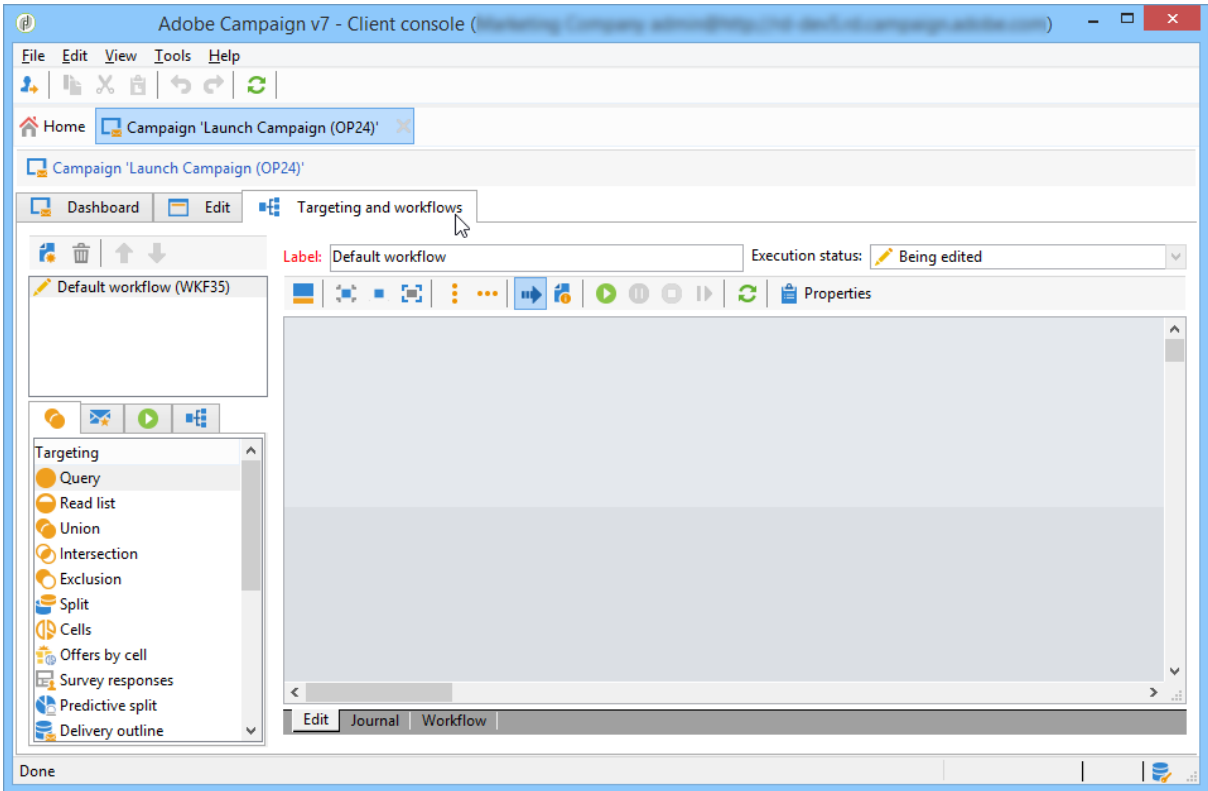 Adobe Campaign v7 - Client console ( )
File Edit View Tools Help
Home Campaign 'Launch Campaign (OP24)'
Campaign 'Launch Campaign (OP24)'
Dashboard Edit Targeting and workflows
Label: Default workflow Execution status: Being edited
Default workflow (WKF35)
Properties
Targeting
Query
Read list
Union
Intersection
Exclusion
Split
Cells
Offers by cell
Survey responses
Predictive split
Delivery outline
Edit Journal Workflow
Done